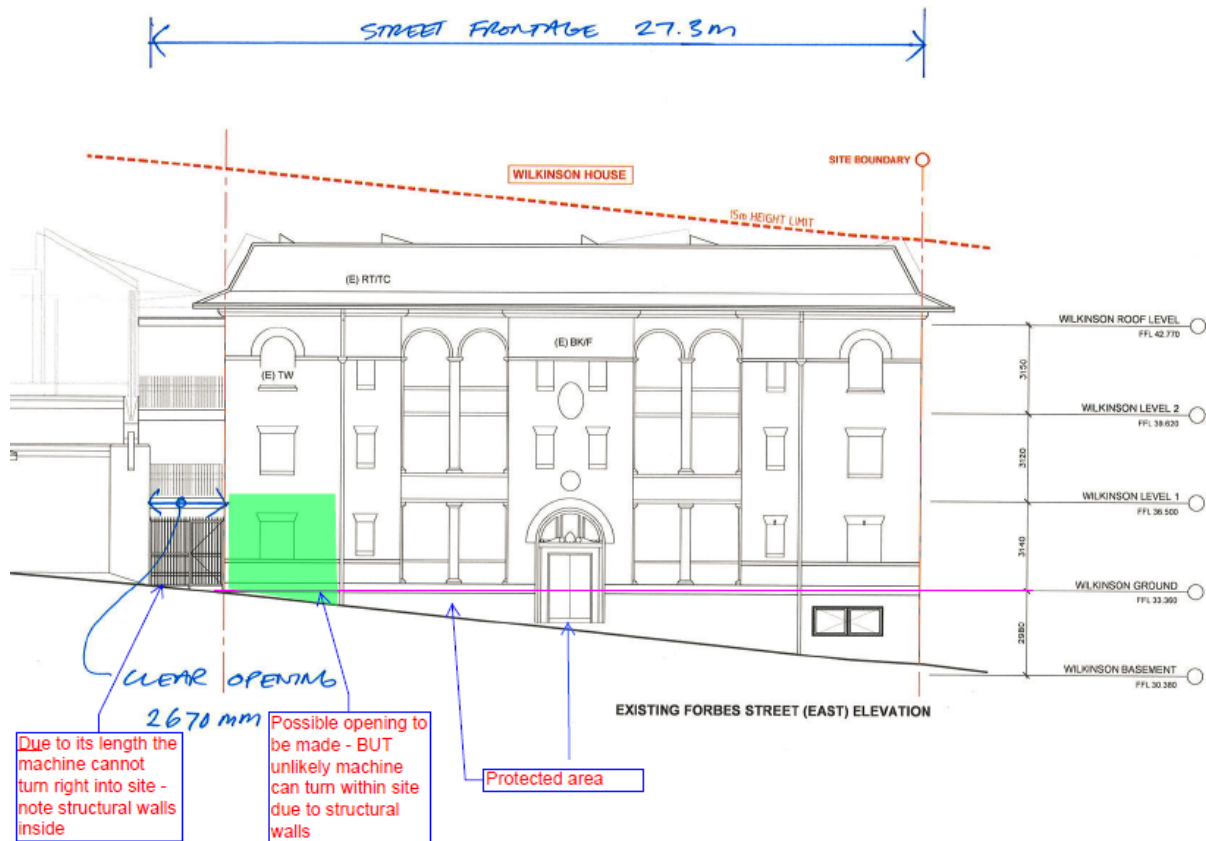 STREET FRONTAGE 27.3m
WILKINSON HOUSE
SITE BOUNDARY
15m HEIGHT LIMIT
(E) RT/TC
(E) BK/F
(E) TW
WILKINSON ROOF LEVEL
FFL 42.770
3150
WILKINSON LEVEL 2
FFL 39.620
3120
WILKINSON LEVEL 1
FFL 36.500
3140
WILKINSON GROUND
FFL 33.360
2980
WILKINSON BASEMENT
FFL 30.380
CLEAR OPENING
2670mm
EXISTING FORBES STREET (EAST) ELEVATION
Due to its length the
machine cannot
turn right into site -
note structural walls
inside
Possible opening to
be made - BUT
unlikely machine
can turn within site
due to structural
walls
Protected area